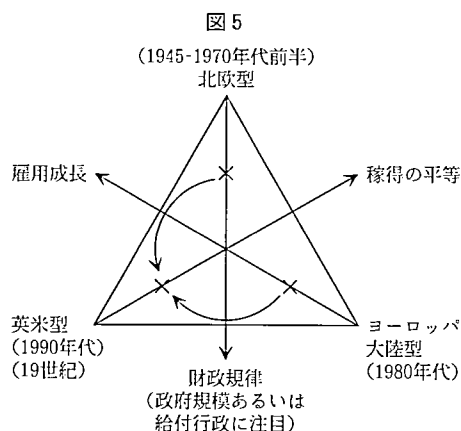 図5
(1945-1970年代前半)
北欧型
雇用成長
稼得の平等
英米型
(1990年代)
(19世紀)
ヨーロッパ
大陸型
(1980年代)
財政規律
(政府規模あるいは
給付行政に注目)